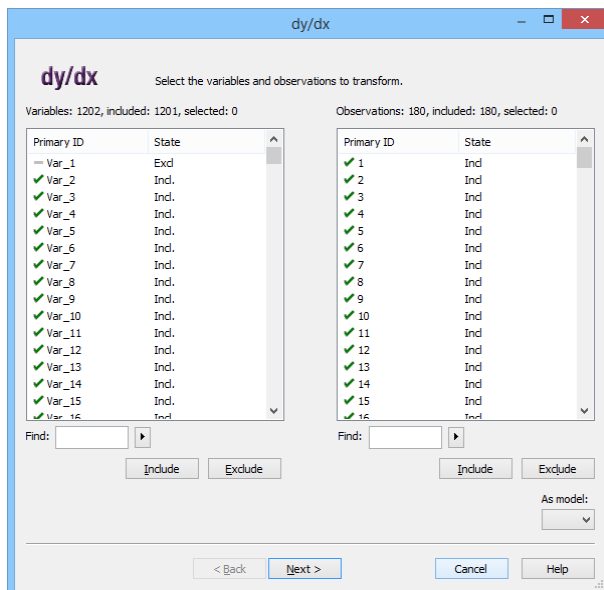 dy/dx
dy/dx
Select the variables and observations to transform.
Variables: 1202, included: 1201, selected: 0
Primary ID State
Var_1 Excl
Var_2 Incl.
Var_3 Incl.
Var_4 Incl.
Var_5 Incl.
Var_6 Incl.
Var_7 Incl.
Var_8 Incl.
Var_9 Incl.
Var_10 Incl.
Var_11 Incl.
Var_12 Incl.
Var_13 Incl.
Var_14 Incl.
Var_15 Incl.
Var_16 Incl.
Find:
Include Exclude
Observations: 180, included: 180, selected: 0
Primary ID State
1 Incl
2 Incl
3 Incl
4 Incl
5 Incl
6 Incl
7 Incl
8 Incl
9 Incl
10 Incl
11 Incl
12 Incl
13 Incl
14 Incl
15 Incl
16 Incl
Find:
Include Exclude
As model:
< Back Next > Cancel Help